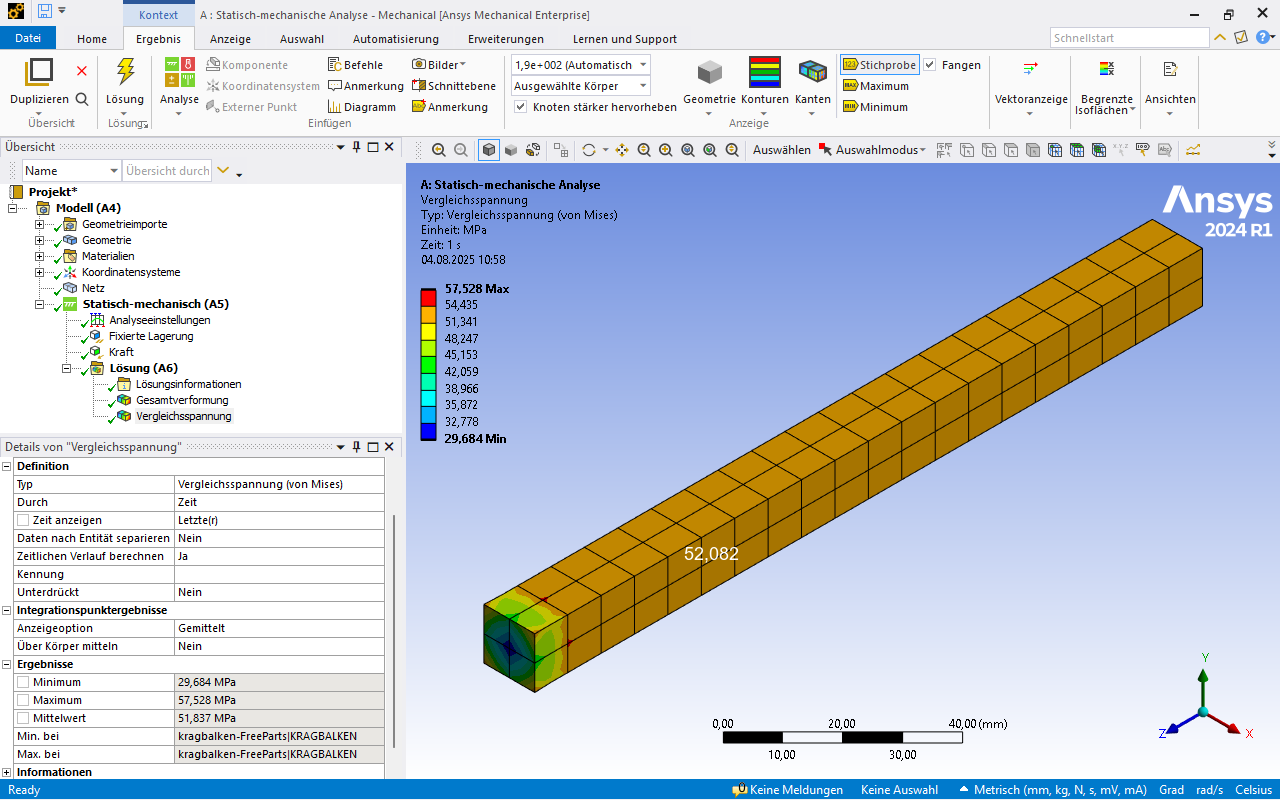 Kontext
A : Statisch-mechanische Analyse - Mechanical [Ansys Mechanical Enterprise]
Datei
Home
Ergebnis
Anzeige
Auswahl
Automatisierung
Erweiterungen
Lernen und Support
Schnellstart
Duplizieren
Übersicht
Lösung
Lösung
Analyse
Komponente
Koordinatensystem
Externer Punkt
Befehle
Anmerkung
Diagramm
Bilder
Schnittebene
Anmerkung
Einfügen
1,9e+002 (Automatisch
Ausgewählte Körper
Knoten stärker hervorheben
Geometrie
Konturen
Kanten
Stichprobe
Fangen
Maximum
Minimum
Anzeige
Vektoranzeige
Begrenzte
Isoflächen
Ansichten
Übersicht
Name
Übersicht durch
Projekt*
Modell (A4)
Geometrieimporte
Geometrie
Materialien
Koordinatensysteme
Netz
Statisch-mechanisch (A5)
Analyseeinstellungen
Fixierte Lagerung
Kraft
Lösung (A6)
Lösungsinformationen
Gesamtverformung
Vergleichsspannung
Details von "Vergleichsspannung"
Definition
Typ Vergleichsspannung (von Mises)
Durch Zeit
Zeit anzeigen Letzte(r)
Daten nach Entität separieren Nein
Zeitlichen Verlauf berechnen Ja
Kennung
Unterdrückt Nein
Integrationspunktergebnisse
Anzeigeoption Gemittelt
Über Körper mitteln Nein
Ergebnisse
Minimum 29,684 MPa
Maximum 57,528 MPa
Mittelwert 51,837 MPa
Min. bei kragbalken-FreeParts|KRAGBALKEN
Max. bei kragbalken-FreeParts|KRAGBALKEN
Informationen
Auswählen
Auswahlmodus
A: Statisch-mechanische Analyse
Vergleichsspannung
Typ: Vergleichsspannung (von Mises)
Einheit: MPa
Zeit: 1 s
04.08.2025 10:58
57,528 Max
54,435
51,341
48,247
45,153
42,059
38,966
35,872
32,778
29,684 Min
Ansys
2024 R1
52,082
0,00 20,00 40,00 (mm)
10,00 30,00
Y
Z
X
Ready
0
Keine Meldungen
Keine Auswahl
Metrisch (mm, kg, N, s, mV, mA)
Grad
rad/s
Celsius